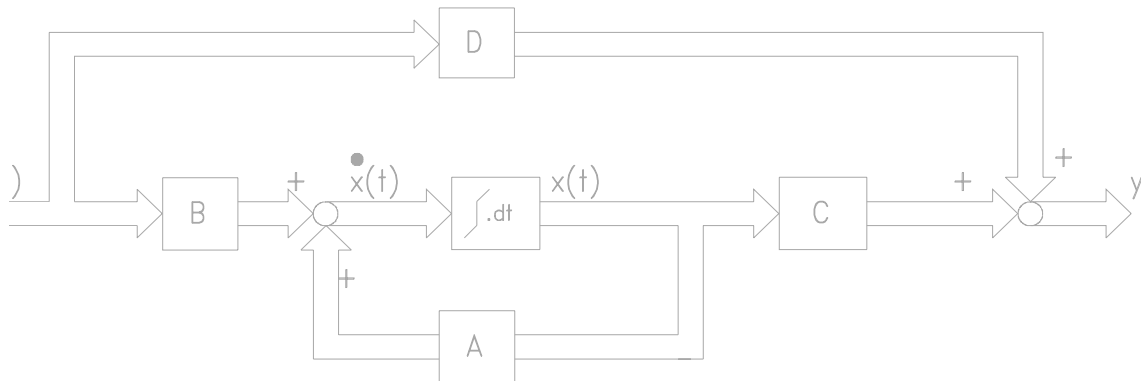 D
)
B
+
ẋ(t)
∫.dt
x(t)
C
+
+
y
+
A